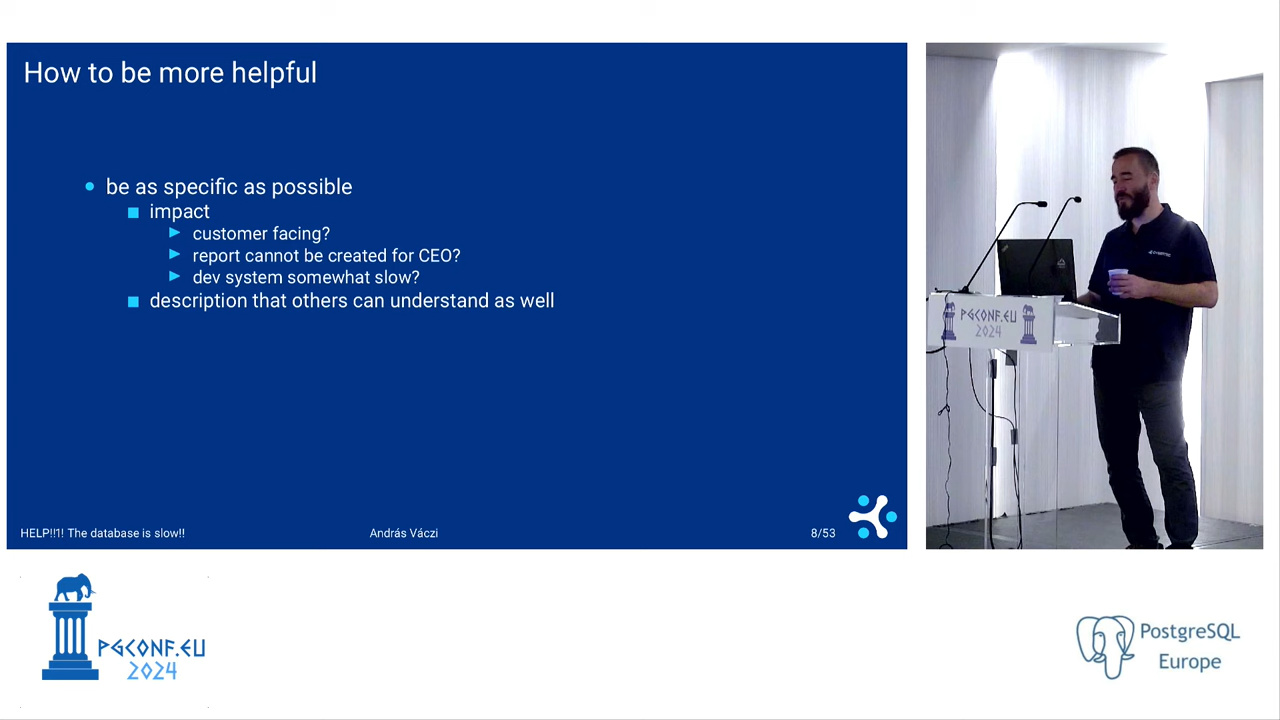 How to be more helpful
be as specific as possible
impact
customer facing?
report cannot be created for CEO?
dev system somewhat slow?
description that others can understand as well
HELP!!1! The database is slow!!
András Váczi
8/53
PGCONF.EU
2024
PGCONF.EU
2024
PostgreSQL
Europe